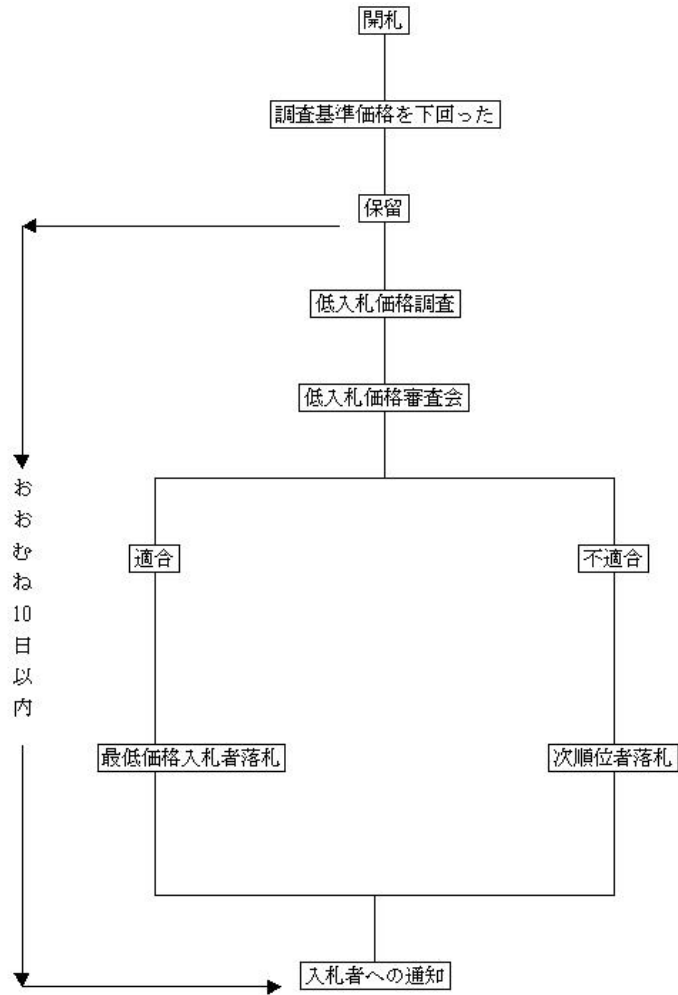 開札
調査基準価格を下回った
保留
低入札価格調査
低入札価格審査会
おおむね10日以内
適合
不適合
最低価格入札者落札
次順位者落札
入札者への通知